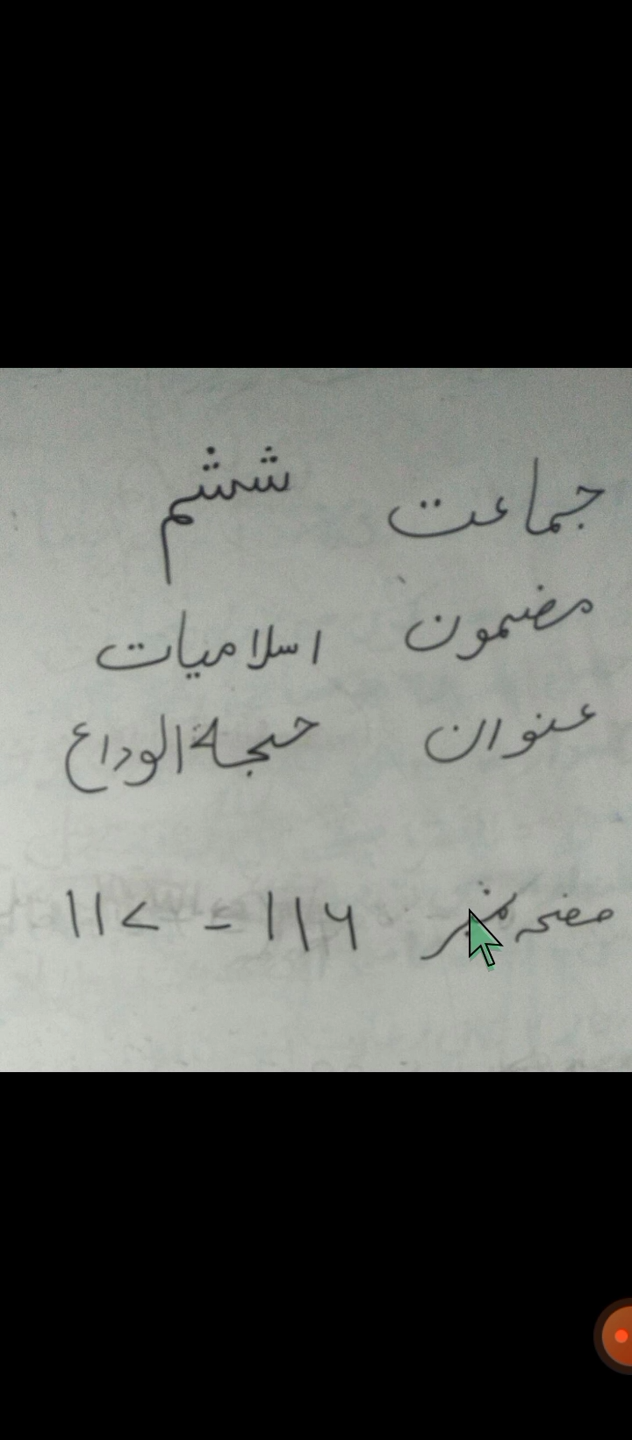 جماعت ششم
مضمون اسلامیات
عنوان حجۃ الوداع
صفحہ نمبر ۱۱۶ = ۱۱۷